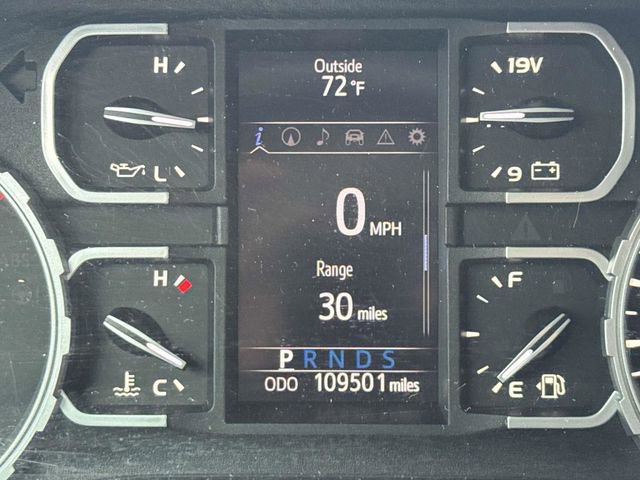 Outside
72°F
H
L
19V
9
0 MPH
Range
30 miles
H
C
F
E
P R N D S
ODO 109501 miles